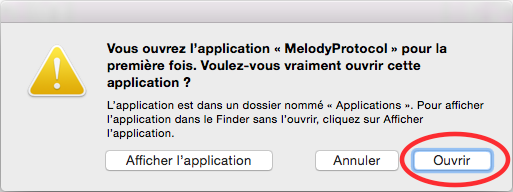 Vous ouvrez l’application « MelodyProtocol » pour la
première fois. Voulez-vous vraiment ouvrir cette
application ?
L’application est dans un dossier nommé « Applications ». Pour afficher
l’application dans le Finder sans l’ouvrir, cliquez sur Afficher
l’application.
Afficher l’application
Annuler
Ouvrir